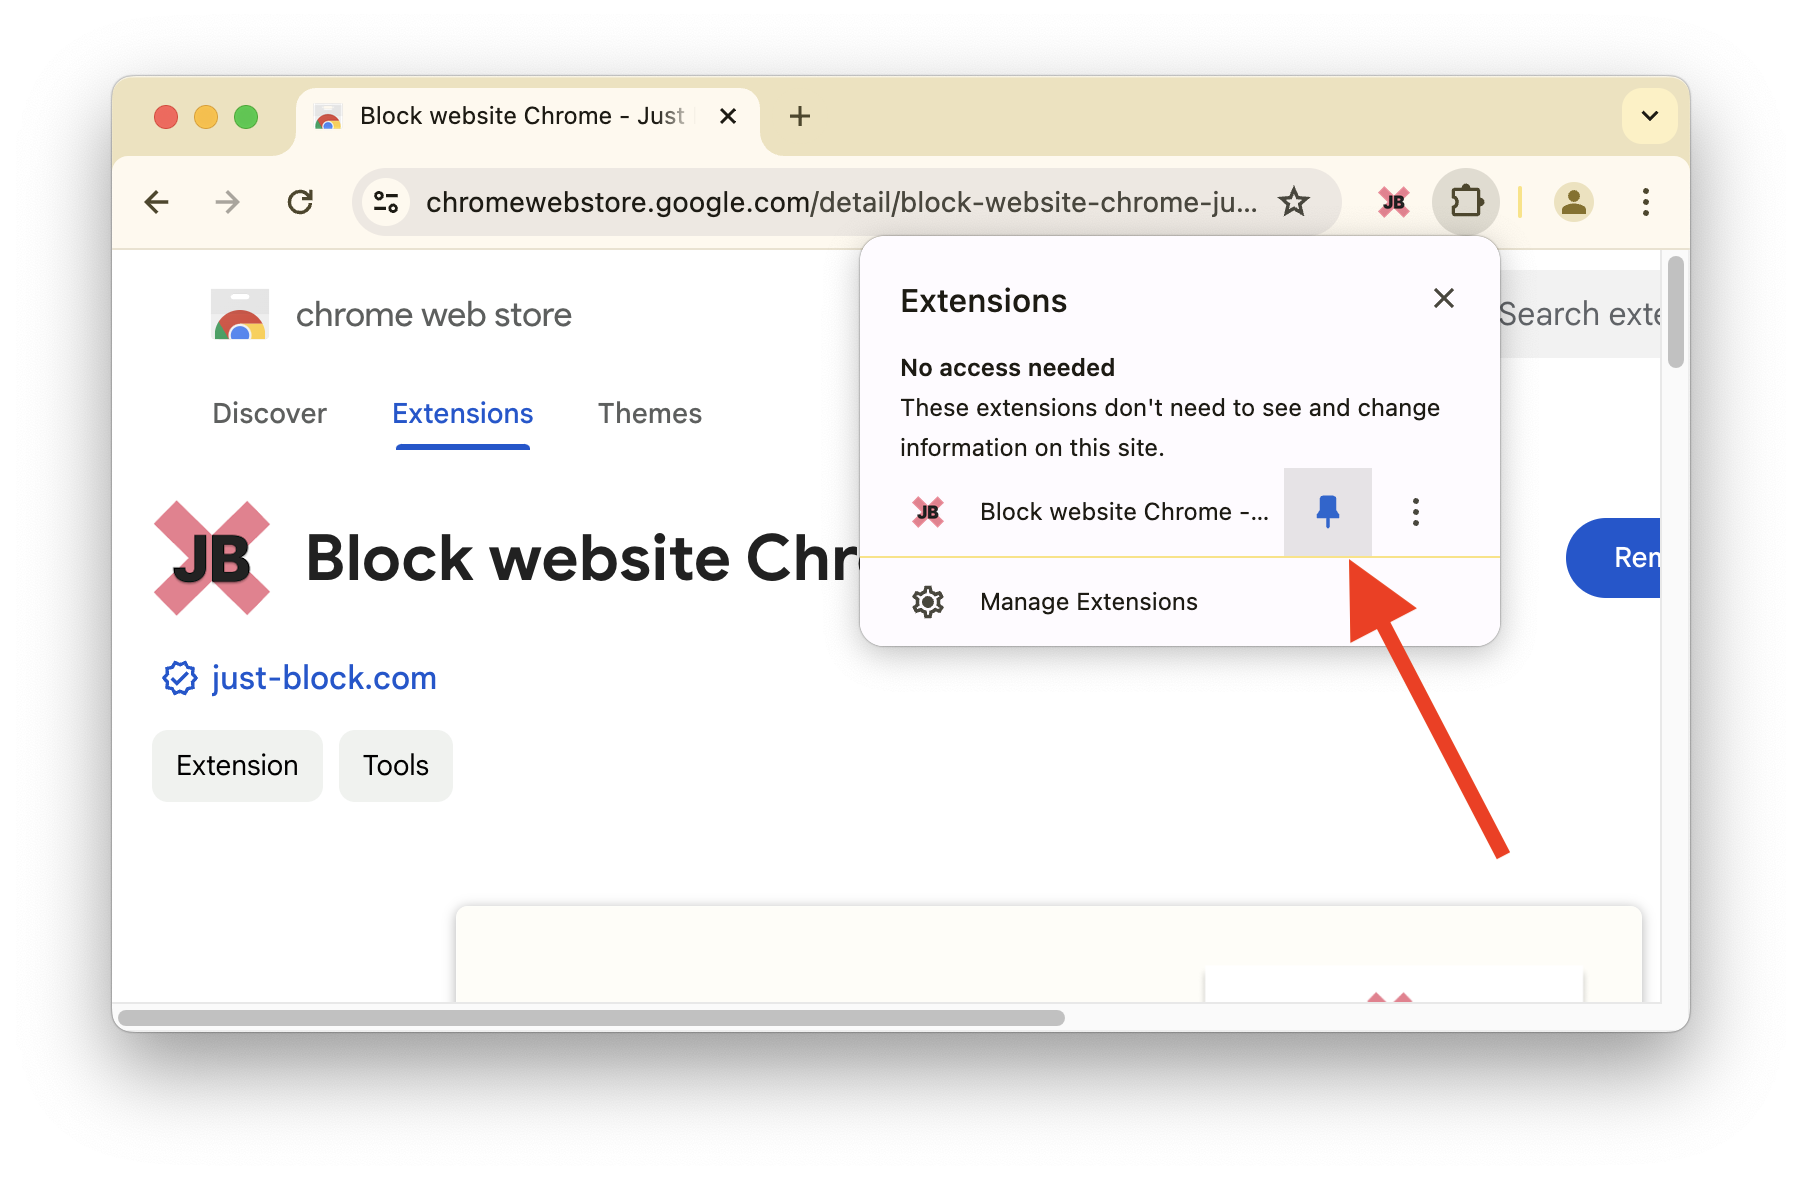 Block website Chrome - Just
chromewebstore.google.com/detail/block-website-chrome-ju...
JB
chrome web store
Search exte
Discover
Extensions
Themes
Extensions
No access needed
These extensions don't need to see and change
information on this site.
JB
Block website Chrome -...
Manage Extensions
JB
Block website Chr
Rem
just-block.com
Extension
Tools